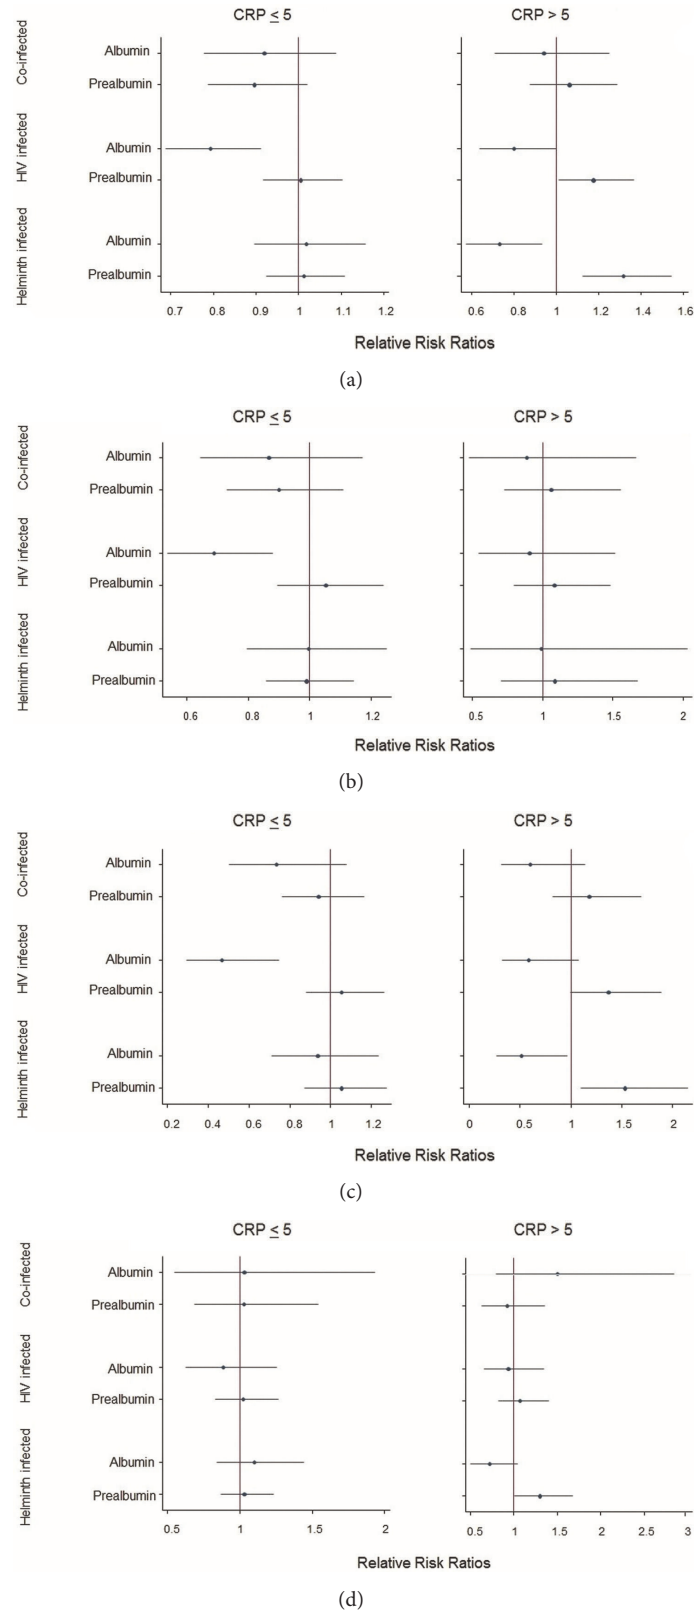 CRP ≤ 5 CRP > 5
Co-infected
Albumin
Prealbumin
HIV infected
Albumin
Prealbumin
Helminth infected
Albumin
Prealbumin
0.7 0.8 0.9 1 1.1 1.2 0.6 0.8 1 1.2 1.4 1.6
Relative Risk Ratios
(a)
CRP ≤ 5 CRP > 5
Co-infected
Albumin
Prealbumin
HIV infected
Albumin
Prealbumin
Helminth infected
Albumin
Prealbumin
0.6 0.8 1 1.2 0.5 1 1.5 2
Relative Risk Ratios
(b)
CRP ≤ 5 CRP > 5
Co-infected
Albumin
Prealbumin
HIV infected
Albumin
Prealbumin
Helminth infected
Albumin
Prealbumin
0.2 0.4 0.6 0.8 1 1.2 0 0.5 1 1.5 2
Relative Risk Ratios
(c)
CRP ≤ 5 CRP > 5
Co-infected
Albumin
Prealbumin
HIV infected
Albumin
Prealbumin
Helminth infected
Albumin
Prealbumin
0.5 1 1.5 2 0.5 1 1.5 2 2.5 3
Relative Risk Ratios
(d)